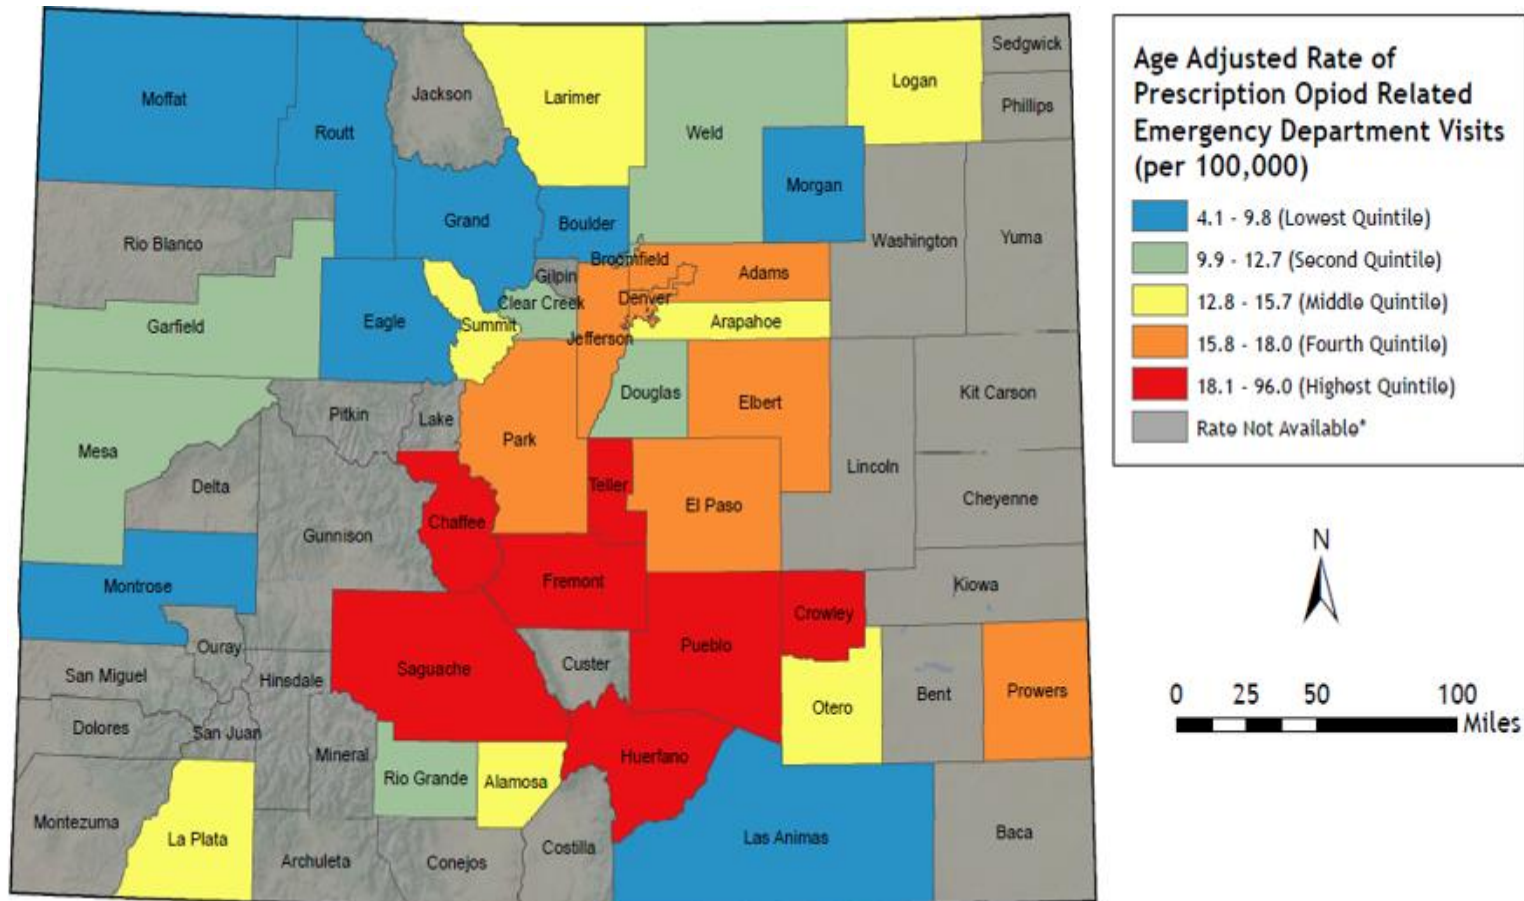 Moffat
Routt
Jackson
Larimer
Weld
Logan
Sedgwick
Phillips
Morgan
Washington
Yuma
Rio Blanco
Grand
Boulder
Gilpin
Broomfield
Adams
Garfield
Eagle
Summit
Clear Creek
Denver
Arapahoe
Jefferson
Mesa
Pitkin
Lake
Park
Douglas
Elbert
Kit Carson
Lincoln
Cheyenne
Delta
Gunnison
Chaffee
Teller
El Paso
Montrose
Fremont
Kiowa
Crowley
Ouray
San Miguel
Hinsdale
Saguache
Custer
Pueblo
Otero
Bent
Prowers
Dolores
San Juan
Mineral
Rio Grande
Alamosa
Huerfano
Montezuma
La Plata
Archuleta
Conejos
Costilla
Las Animas
Baca
Age Adjusted Rate of
Prescription Opiod Related
Emergency Department Visits
(per 100,000)
4.1 - 9.8 (Lowest Quintile)
9.9 - 12.7 (Second Quintile)
12.8 - 15.7 (Middle Quintile)
15.8 - 18.0 (Fourth Quintile)
18.1 - 96.0 (Highest Quintile)
Rate Not Available*
N
0 25 50 100
Miles